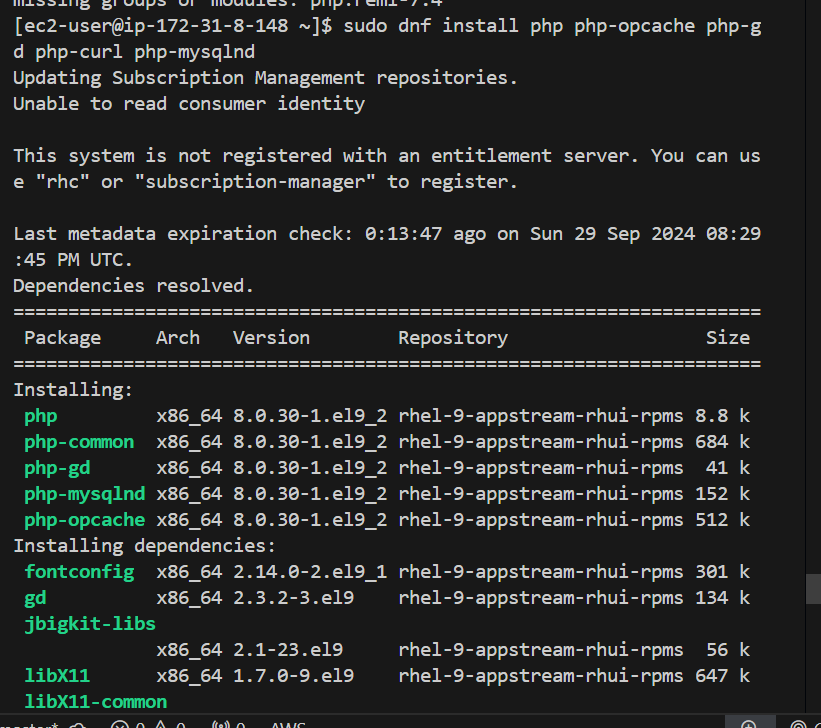 missing groups or modules: php:remi-7.4
[ec2-user@ip-172-31-8-148 ~]$ sudo dnf install php php-opcache php-g
d php-curl php-mysqlnd
Updating Subscription Management repositories.
Unable to read consumer identity
This system is not registered with an entitlement server. You can us
e "rhc" or "subscription-manager" to register.
Last metadata expiration check: 0:13:47 ago on Sun 29 Sep 2024 08:29
:45 PM UTC.
Dependencies resolved.
====================================================================
Package Arch Version Repository Size
====================================================================
Installing:
php x86_64 8.0.30-1.el9_2 rhel-9-appstream-rhui-rpms 8.8 k
php-common x86_64 8.0.30-1.el9_2 rhel-9-appstream-rhui-rpms 684 k
php-gd x86_64 8.0.30-1.el9_2 rhel-9-appstream-rhui-rpms 41 k
php-mysqlnd x86_64 8.0.30-1.el9_2 rhel-9-appstream-rhui-rpms 152 k
php-opcache x86_64 8.0.30-1.el9_2 rhel-9-appstream-rhui-rpms 512 k
Installing dependencies:
fontconfig x86_64 2.14.0-2.el9_1 rhel-9-appstream-rhui-rpms 301 k
gd x86_64 2.3.2-3.el9 rhel-9-appstream-rhui-rpms 134 k
jbigkit-libs
x86_64 2.1-23.el9 rhel-9-appstream-rhui-rpms 56 k
libX11 x86_64 1.7.0-9.el9 rhel-9-appstream-rhui-rpms 647 k
libX11-common
0 0 0 AWS